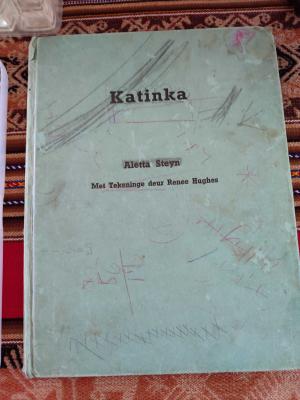 Katinka
Aletta Steyn
Met Tekeninge deur Renee Hughes